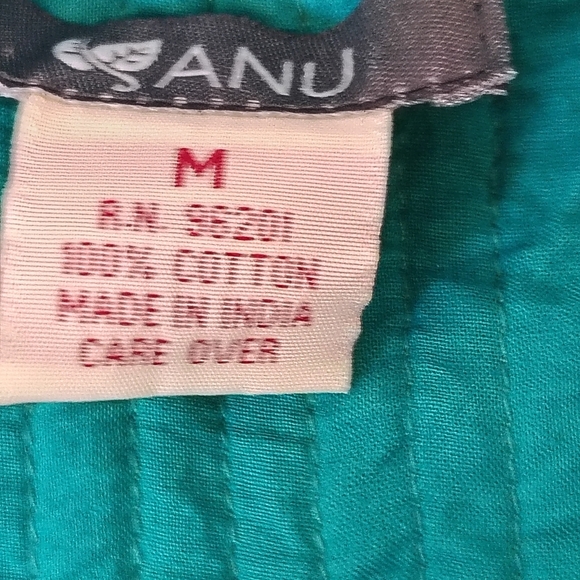 ANU
M
R.N. 96201
100% COTTON
MADE IN INDIA
CARE OVER